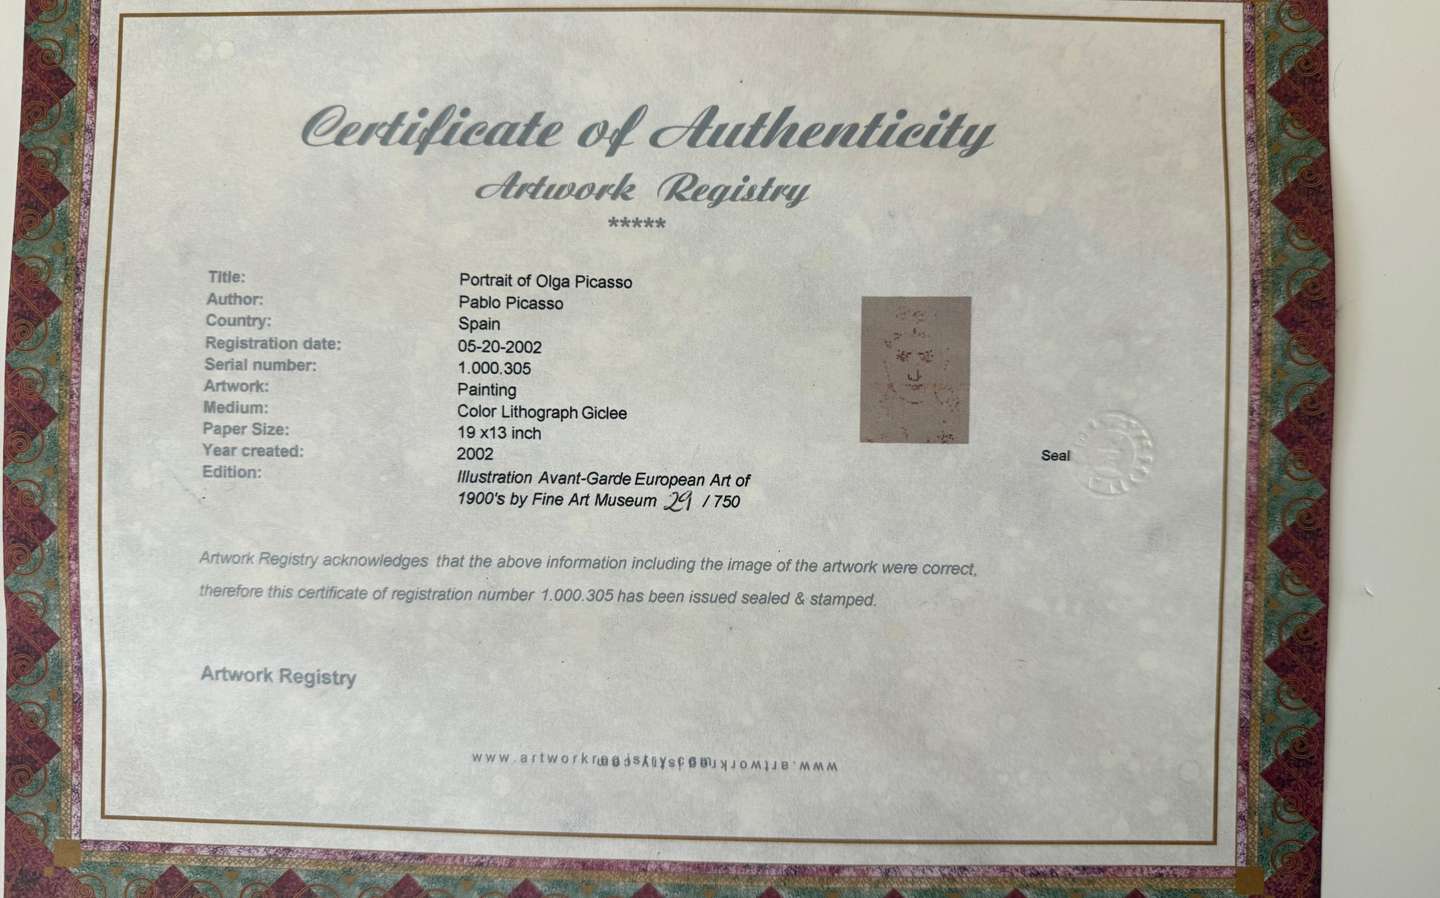 Certificate of Authenticity
Artwork Registry
*****
Title: Portrait of Olga Picasso
Author: Pablo Picasso
Country: Spain
Registration date: 05-20-2002
Serial number: 1.000.305
Artwork: Painting
Medium: Color Lithograph Giclee
Paper Size: 19 x13 inch
Year created: 2002
Edition: Illustration Avant-Garde European Art of
1900's by Fine Art Museum 29 / 750
Seal
Artwork Registry acknowledges that the above information including the image of the artwork were correct,
therefore this certificate of registration number 1.000.305 has been issued sealed & stamped.
Artwork Registry